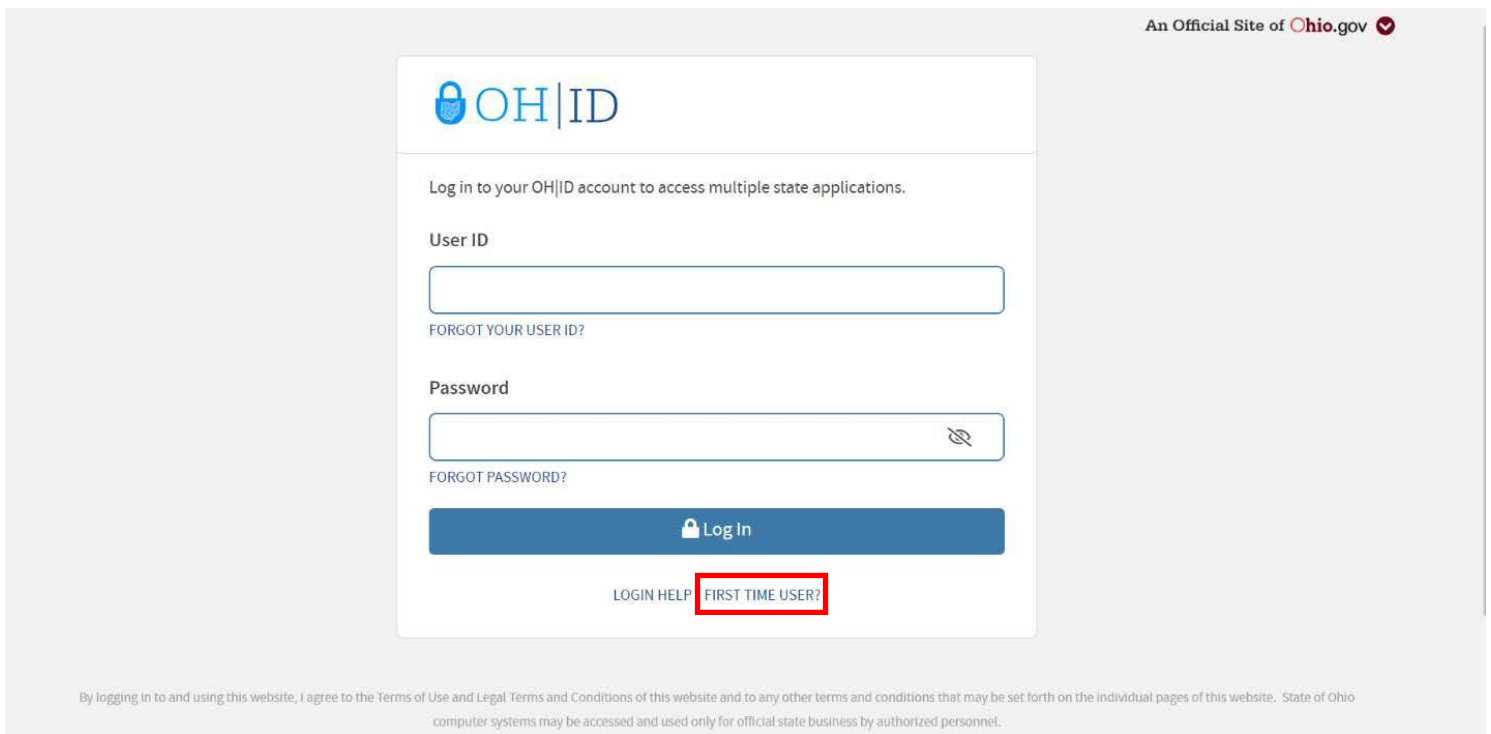 An Official Site of Ohio.gov
OH|ID
Log in to your OH|ID account to access multiple state applications.
User ID
FORGOT YOUR USER ID?
Password
FORGOT PASSWORD?
Log In
LOGIN HELP FIRST TIME USER?
By logging in to and using this website, I agree to the Terms of Use and Legal Terms and Conditions of this website and to any other terms and conditions that may be set forth on the individual pages of this website. State of Ohio
computer systems may be accessed and used only for official state business by authorized personnel.